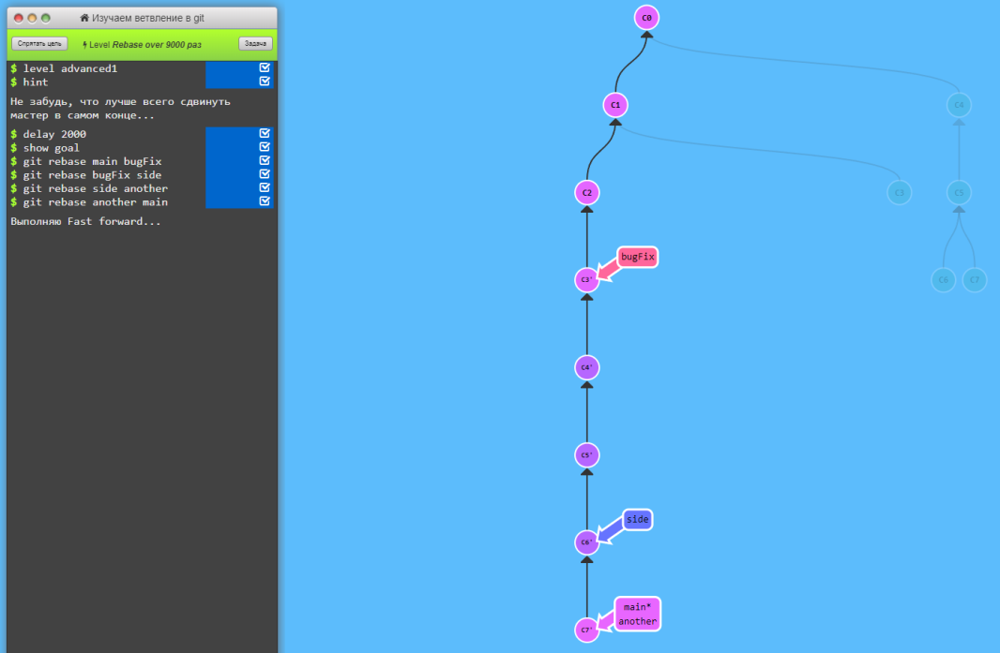 Изучаем ветвление в git
Спрятать цель
Level Rebase over 9000 раз
Задача
$ level advanced1
$ hint
Не забудь, что лучше всего сдвинуть
мастер в самом конце...
$ delay 2000
$ show goal
$ git rebase main bugFix
$ git rebase bugFix side
$ git rebase side another
$ git rebase another main
Выполняю Fast forward...
C0
C1
C4
C2
C3
C5
bugFix
C3'
C6
C7
C4'
C5'
side
C6'
main*
another
C7'